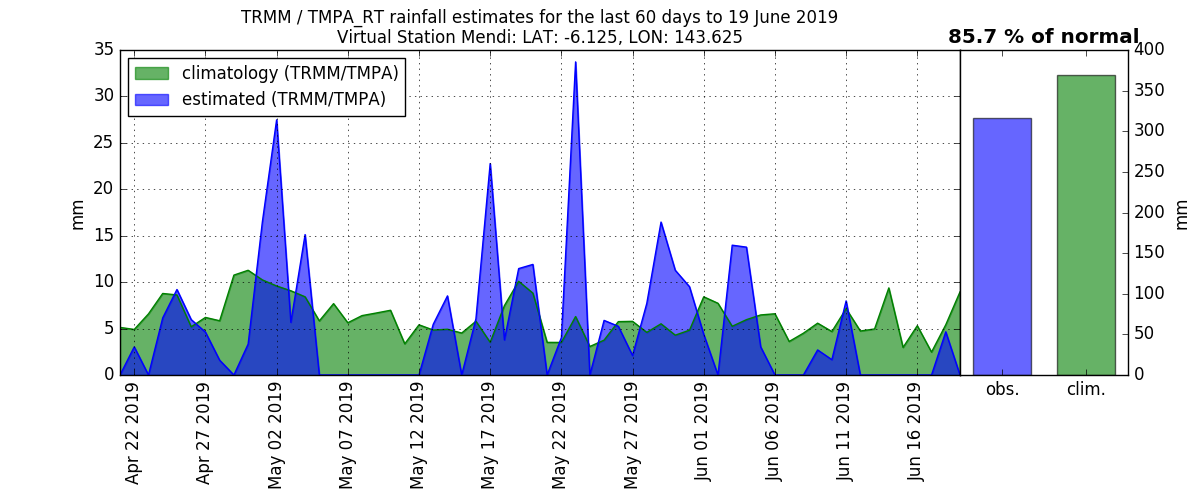 TRMM / TMPA_RT rainfall estimates for the last 60 days to 19 June 2019
Virtual Station Mendi: LAT: -6.125, LON: 143.625
85.7 % of normal
climatology (TRMM/TMPA)
estimated (TRMM/TMPA)
mm
35
30
25
20
15
10
5
0
Apr 22 2019
Apr 27 2019
May 02 2019
May 07 2019
May 12 2019
May 17 2019
May 22 2019
May 27 2019
Jun 01 2019
Jun 06 2019
Jun 11 2019
Jun 16 2019
obs.
clim.
400
350
300
250
200
150
100
50
0
mm